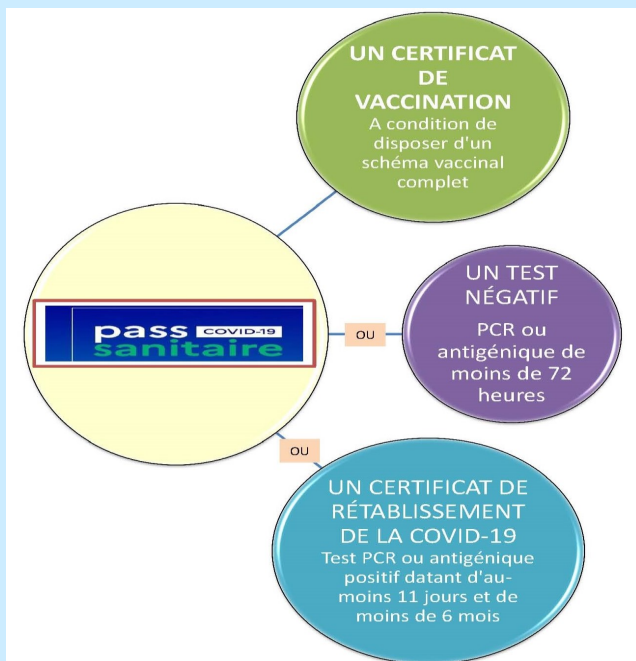 UN CERTIFICAT
DE
VACCINATION
A condition de
disposer d'un
schéma vaccinal
complet
pass COVID-19
sanitaire
OU
UN TEST
NÉGATIF
PCR ou
antigénique de
moins de 72
heures
OU
UN CERTIFICAT DE
RÉTABLISSEMENT
DE LA COVID-19
Test PCR ou antigénique
positif datant d'au-
moins 11 jours et de
moins de 6 mois